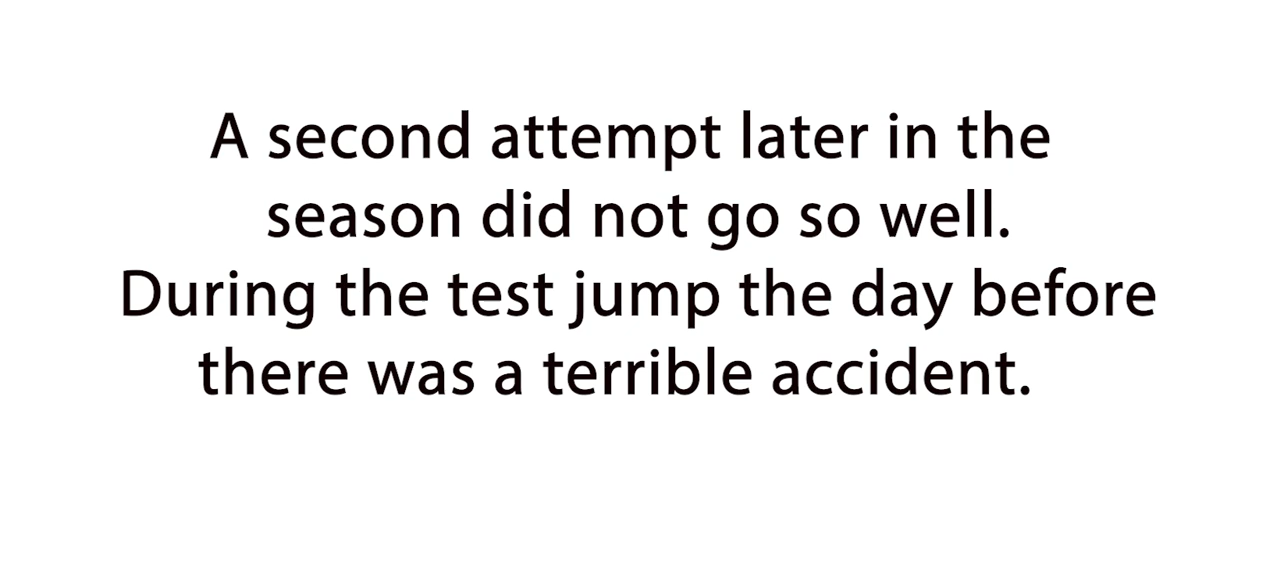 A second attempt later in the
season did not go so well.
During the test jump the day before
there was a terrible accident.